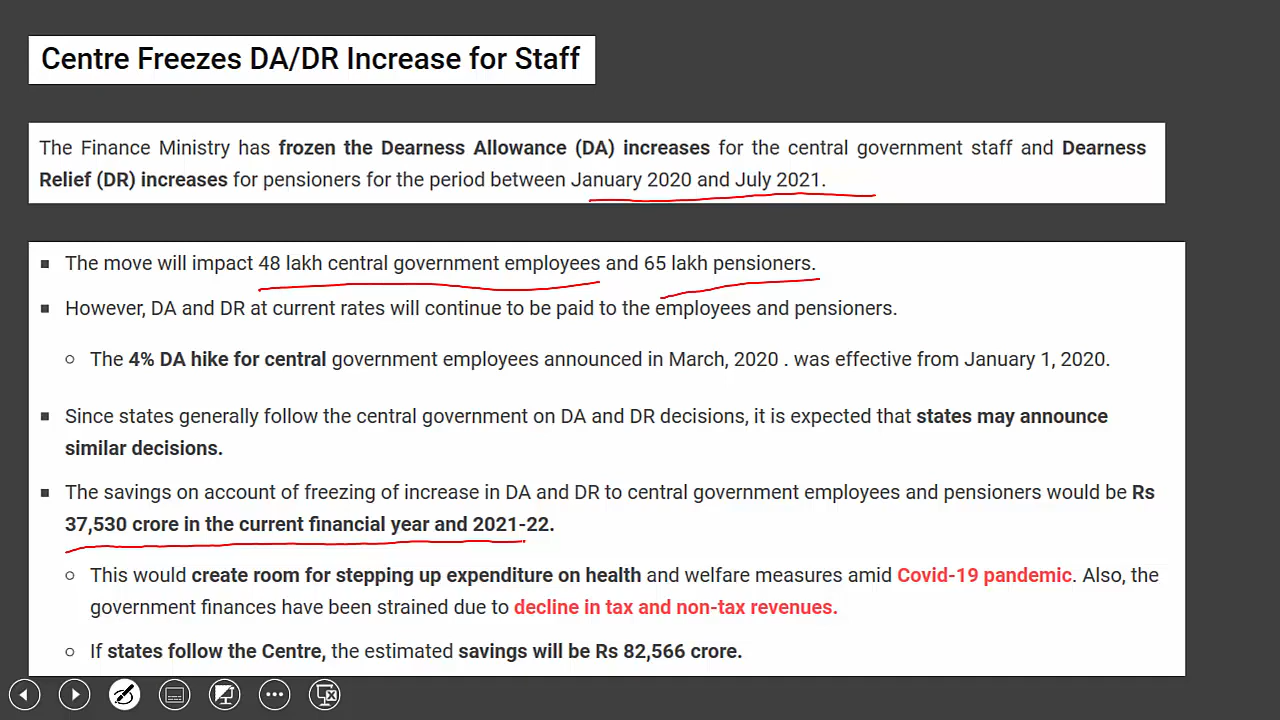 Centre Freezes DA/DR Increase for Staff
The Finance Ministry has frozen the Dearness Allowance (DA) increases for the central government staff and Dearness
Relief (DR) increases for pensioners for the period between January 2020 and July 2021.
▪ The move will impact 48 lakh central government employees and 65 lakh pensioners.
▪ However, DA and DR at current rates will continue to be paid to the employees and pensioners.
○ The 4% DA hike for central government employees announced in March, 2020 . was effective from January 1, 2020.
▪ Since states generally follow the central government on DA and DR decisions, it is expected that states may announce
similar decisions.
▪ The savings on account of freezing of increase in DA and DR to central government employees and pensioners would be Rs
37,530 crore in the current financial year and 2021-22.
○ This would create room for stepping up expenditure on health and welfare measures amid Covid-19 pandemic. Also, the
government finances have been strained due to decline in tax and non-tax revenues.
○ If states follow the Centre, the estimated savings will be Rs 82,566 crore.